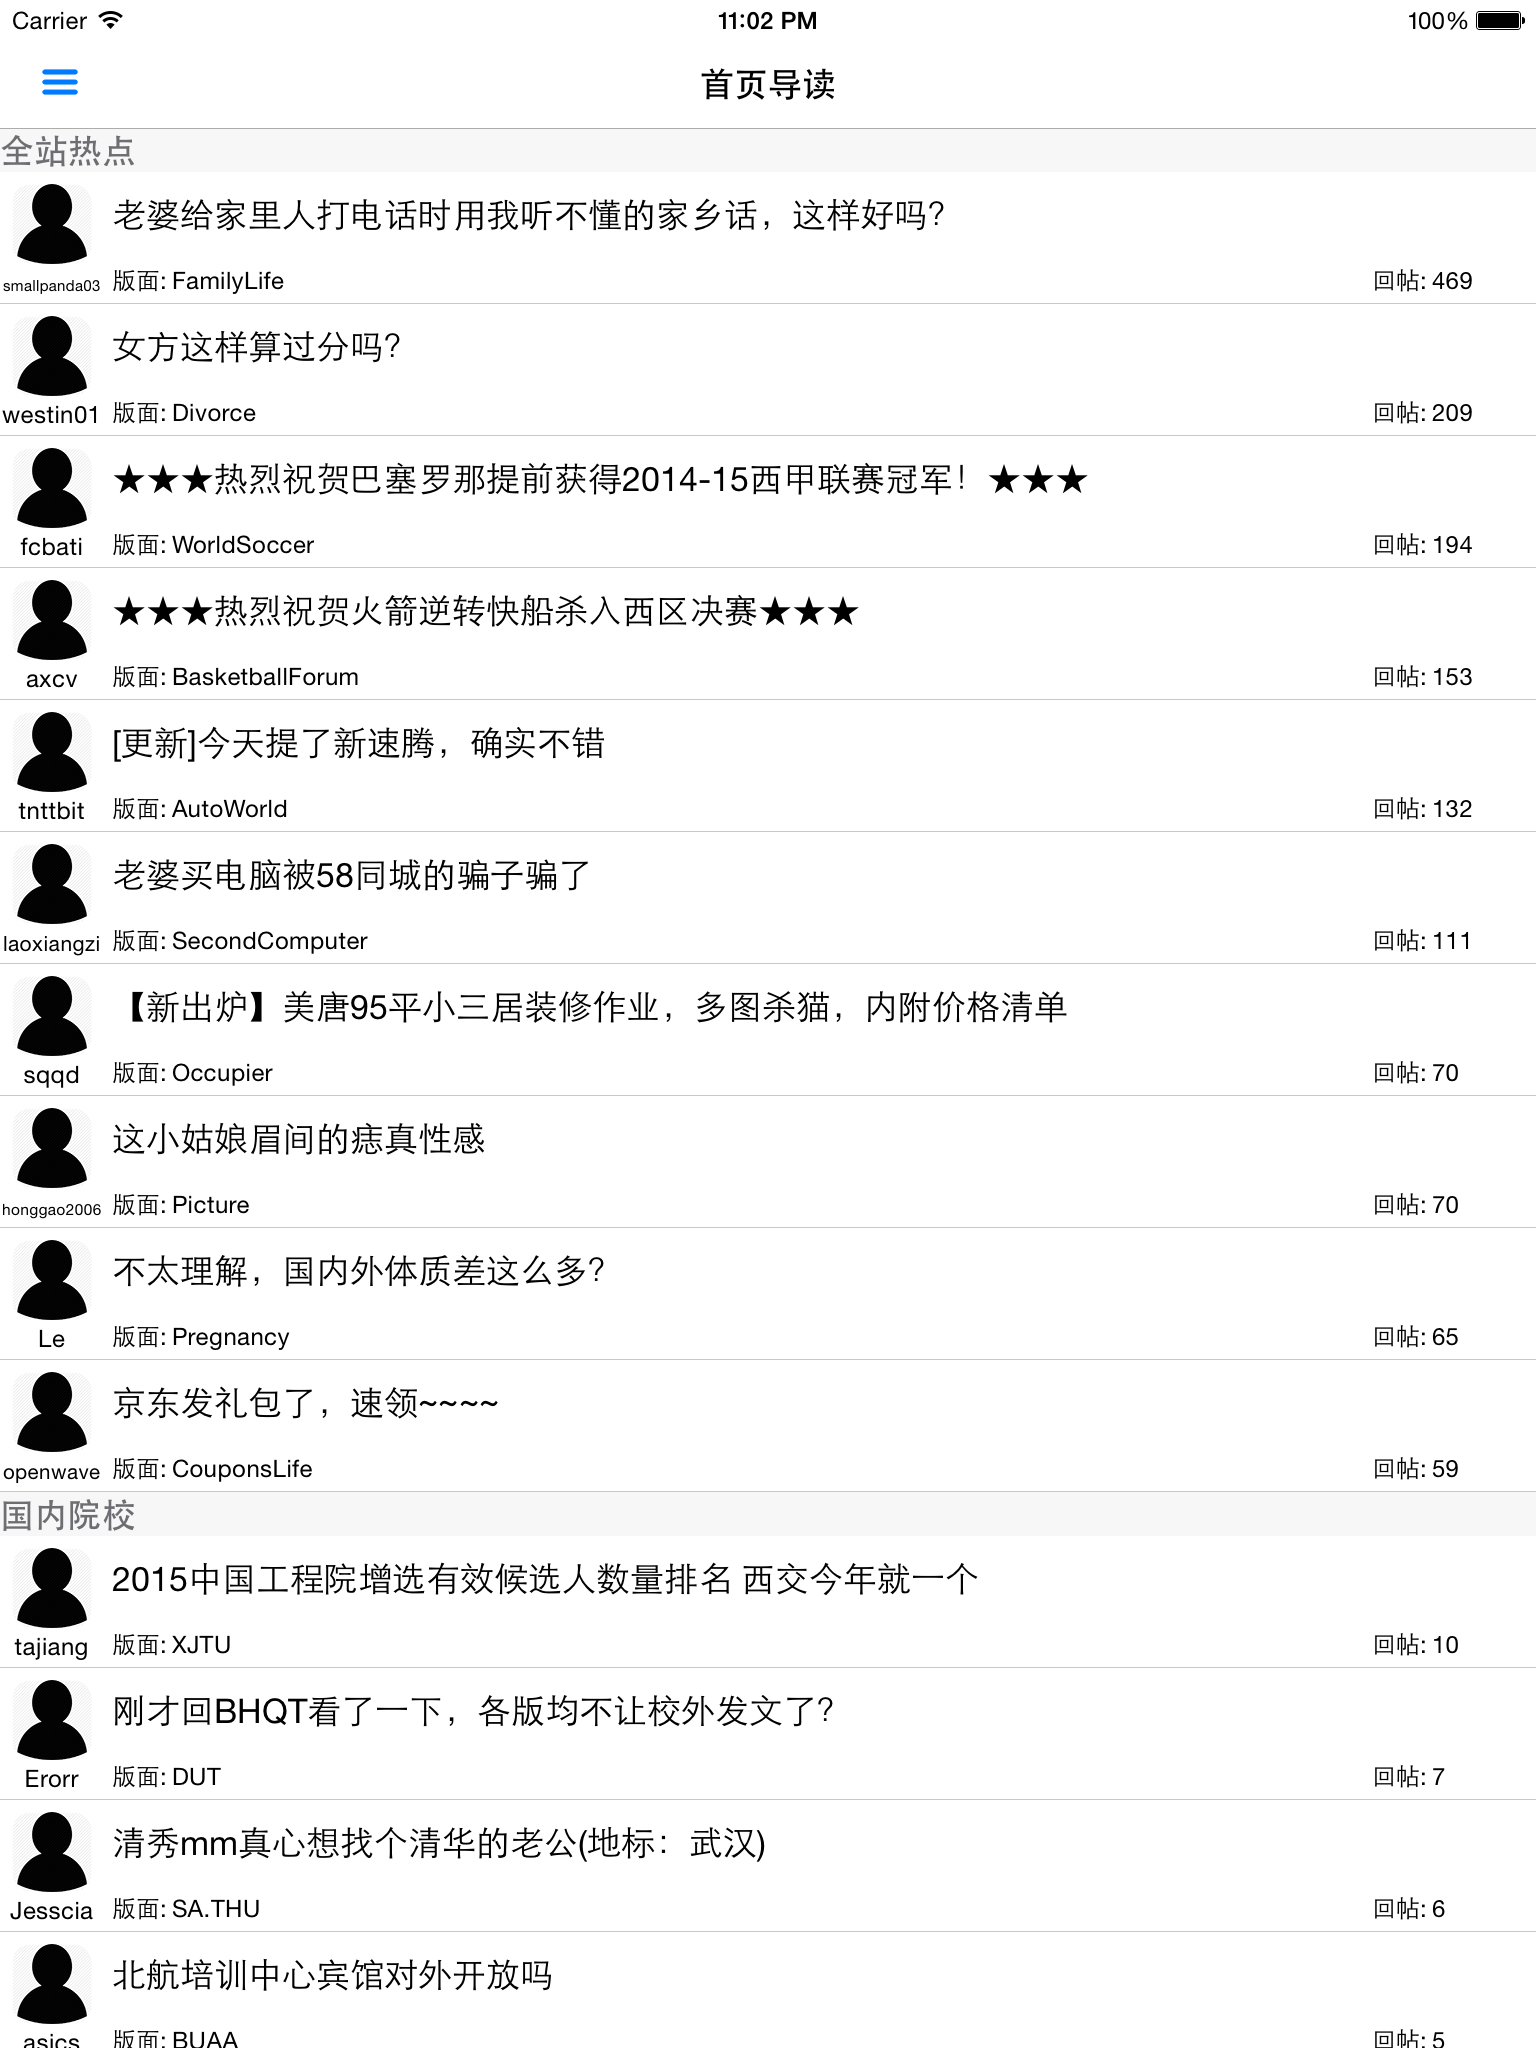 Carrier 11:02 PM 100%
首页导读
全站热点
老婆给家里人打电话时用我听不懂的家乡话，这样好吗？
smallpanda03 版面: FamilyLife 回帖: 469
女方这样算过分吗？
westin01 版面: Divorce 回帖: 209
★★★热烈祝贺巴塞罗那提前获得2014-15西甲联赛冠军！★★★
fcbati 版面: WorldSoccer 回帖: 194
★★★热烈祝贺火箭逆转快船杀入西区决赛★★★
axcv 版面: BasketballForum 回帖: 153
[更新]今天提了新速腾，确实不错
tnttbit 版面: AutoWorld 回帖: 132
老婆买电脑被58同城的骗子骗了
laoxiangzi 版面: SecondComputer 回帖: 111
【新出炉】美唐95平小三居装修作业，多图杀猫，内附价格清单
sqqd 版面: Occupier 回帖: 70
这小姑娘眉间的痣真性感
honggao2006 版面: Picture 回帖: 70
不太理解，国内外体质差这么多？
Le 版面: Pregnancy 回帖: 65
京东发礼包了，速领~~~~
openwave 版面: CouponsLife 回帖: 59
国内院校
2015中国工程院增选有效候选人数量排名 西交今年就一个
tajiang 版面: XJTU 回帖: 10
刚才回BHQT看了一下，各版均不让校外发文了？
Erorr 版面: DUT 回帖: 7
清秀mm真心想找个清华的老公(地标：武汉)
Jesscia 版面: SA.THU 回帖: 6
北航培训中心宾馆对外开放吗
asics 版面: BUAA 回帖: 5